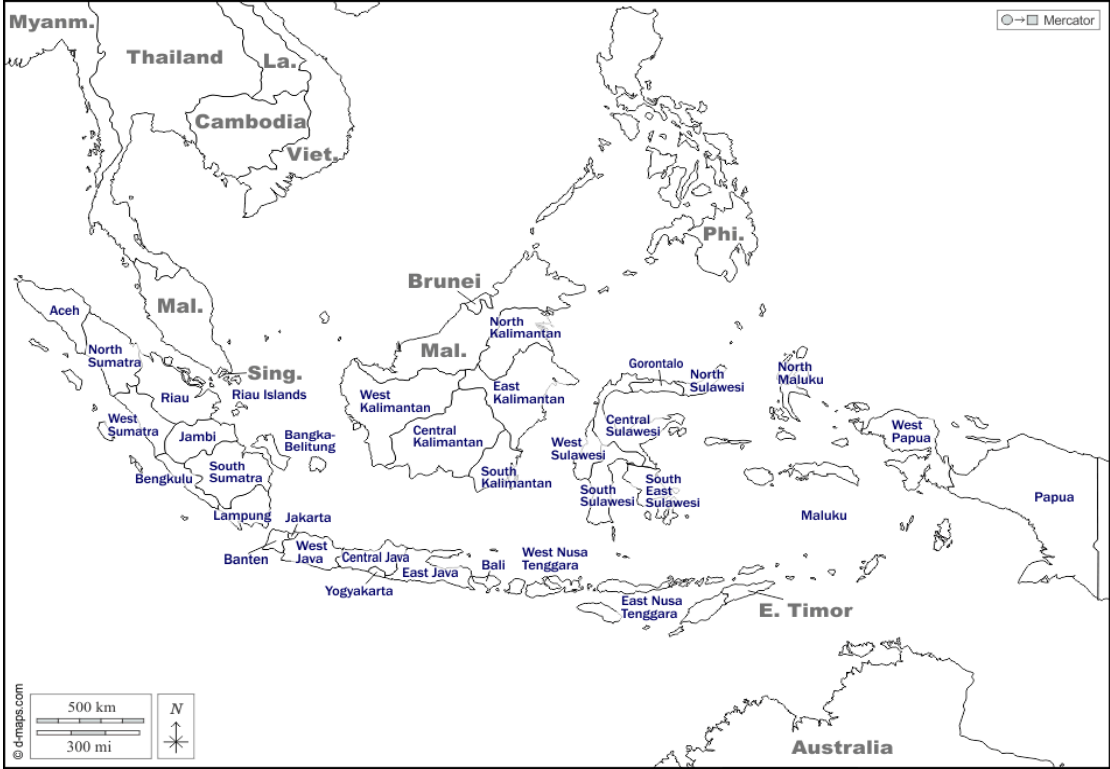 Myanm.
Mercator
Thailand
La.
Cambodia
Viet.
Phi.
Brunei
Mal.
Aceh
North
Kalimantan
Mal.
North
Sumatra
Sing.
Gorontalo
North
Sulawesi
North
Maluku
Riau
Riau Islands
West
Kalimantan
East
Kalimantan
West
Sumatra
Jambi
Bangka-
Belitung
Central
Kalimantan
Central
Sulawesi
West
Papua
West
Sulawesi
South
Sumatra
Bengkulu
South
Kalimantan
South
Sulawesi
South
East
Sulawesi
Papua
Lampung
Jakarta
Maluku
Banten
West
Java
Central Java
East Java
Yogyakarta
Bali
West Nusa
Tenggara
East Nusa
Tenggara
E. Timor
500 km
300 mi
N
© d-maps.com
Australia